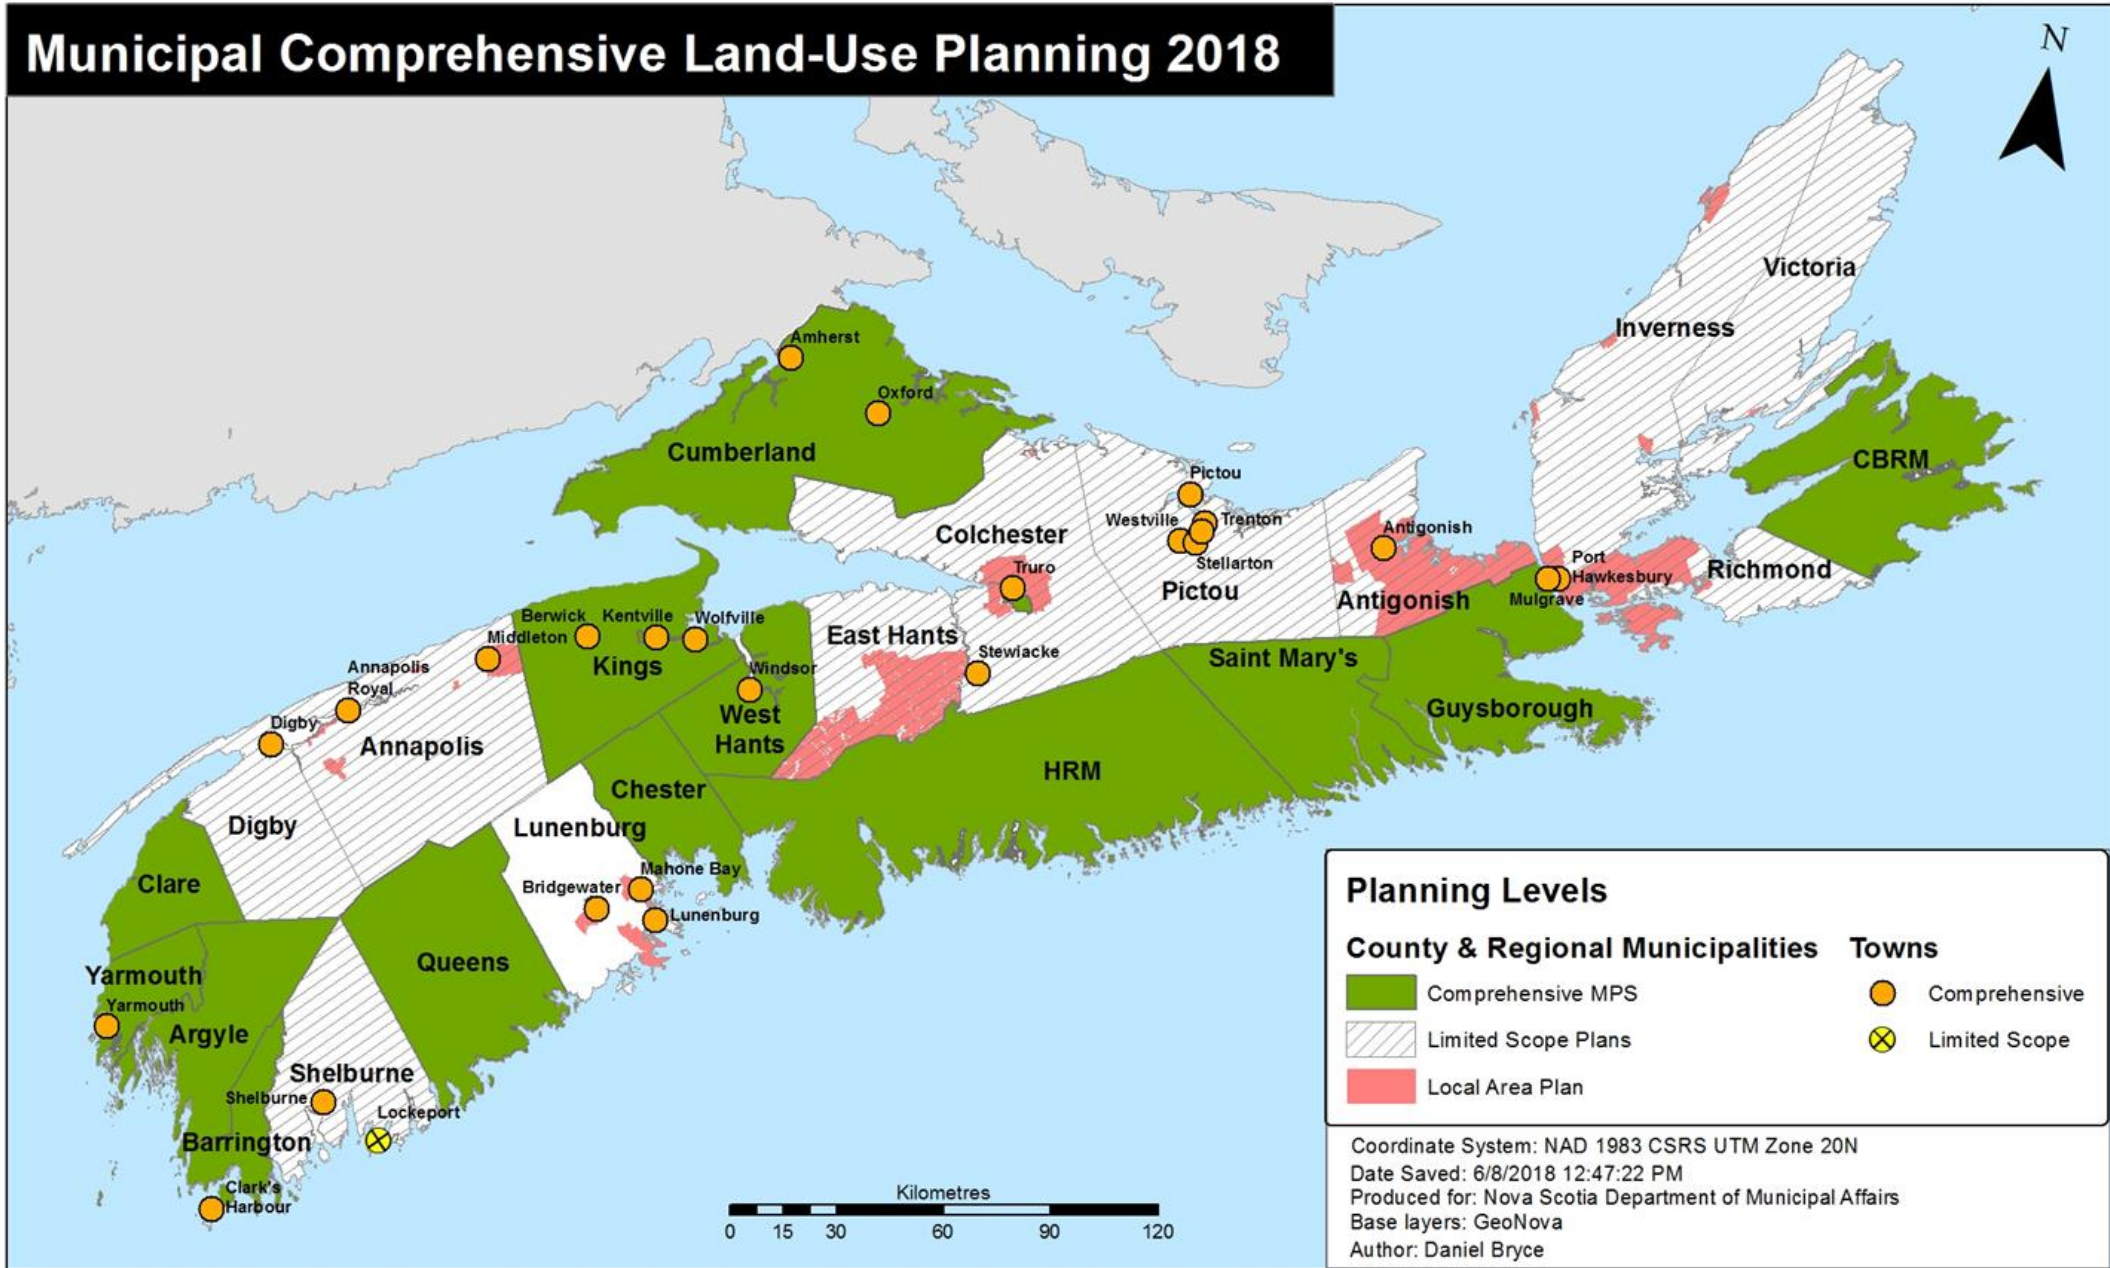 Municipal Comprehensive Land-Use Planning 2018
N
Amherst
Oxford
Cumberland
Victoria
Inverness
CBRM
Pictou
Westville
Trenton
Stellarton
Colchester
Truro
Pictou
Antigonish
Antigonish
Port
Hawkesbury
Mulgrave
Richmond
Berwick
Kentville
Wolfville
Middleton
Kings
Windsor
West
Hants
East Hants
Stewiacke
Saint Mary's
Guysborough
HRM
Annapolis
Royal
Digby
Annapolis
Digby
Chester
Lunenburg
Mahone Bay
Bridgewater
Lunenburg
Clare
Queens
Yarmouth
Yarmouth
Argyle
Shelburne
Shelburne
Lockeport
Barrington
Clark's
Harbour
Kilometres
0 15 30 60 90 120
Planning Levels
County & Regional Municipalities
Comprehensive MPS
Limited Scope Plans
Local Area Plan
Towns
Comprehensive
Limited Scope
Coordinate System: NAD 1983 CSRS UTM Zone 20N
Date Saved: 6/8/2018 12:47:22 PM
Produced for: Nova Scotia Department of Municipal Affairs
Base layers: GeoNova
Author: Daniel Bryce